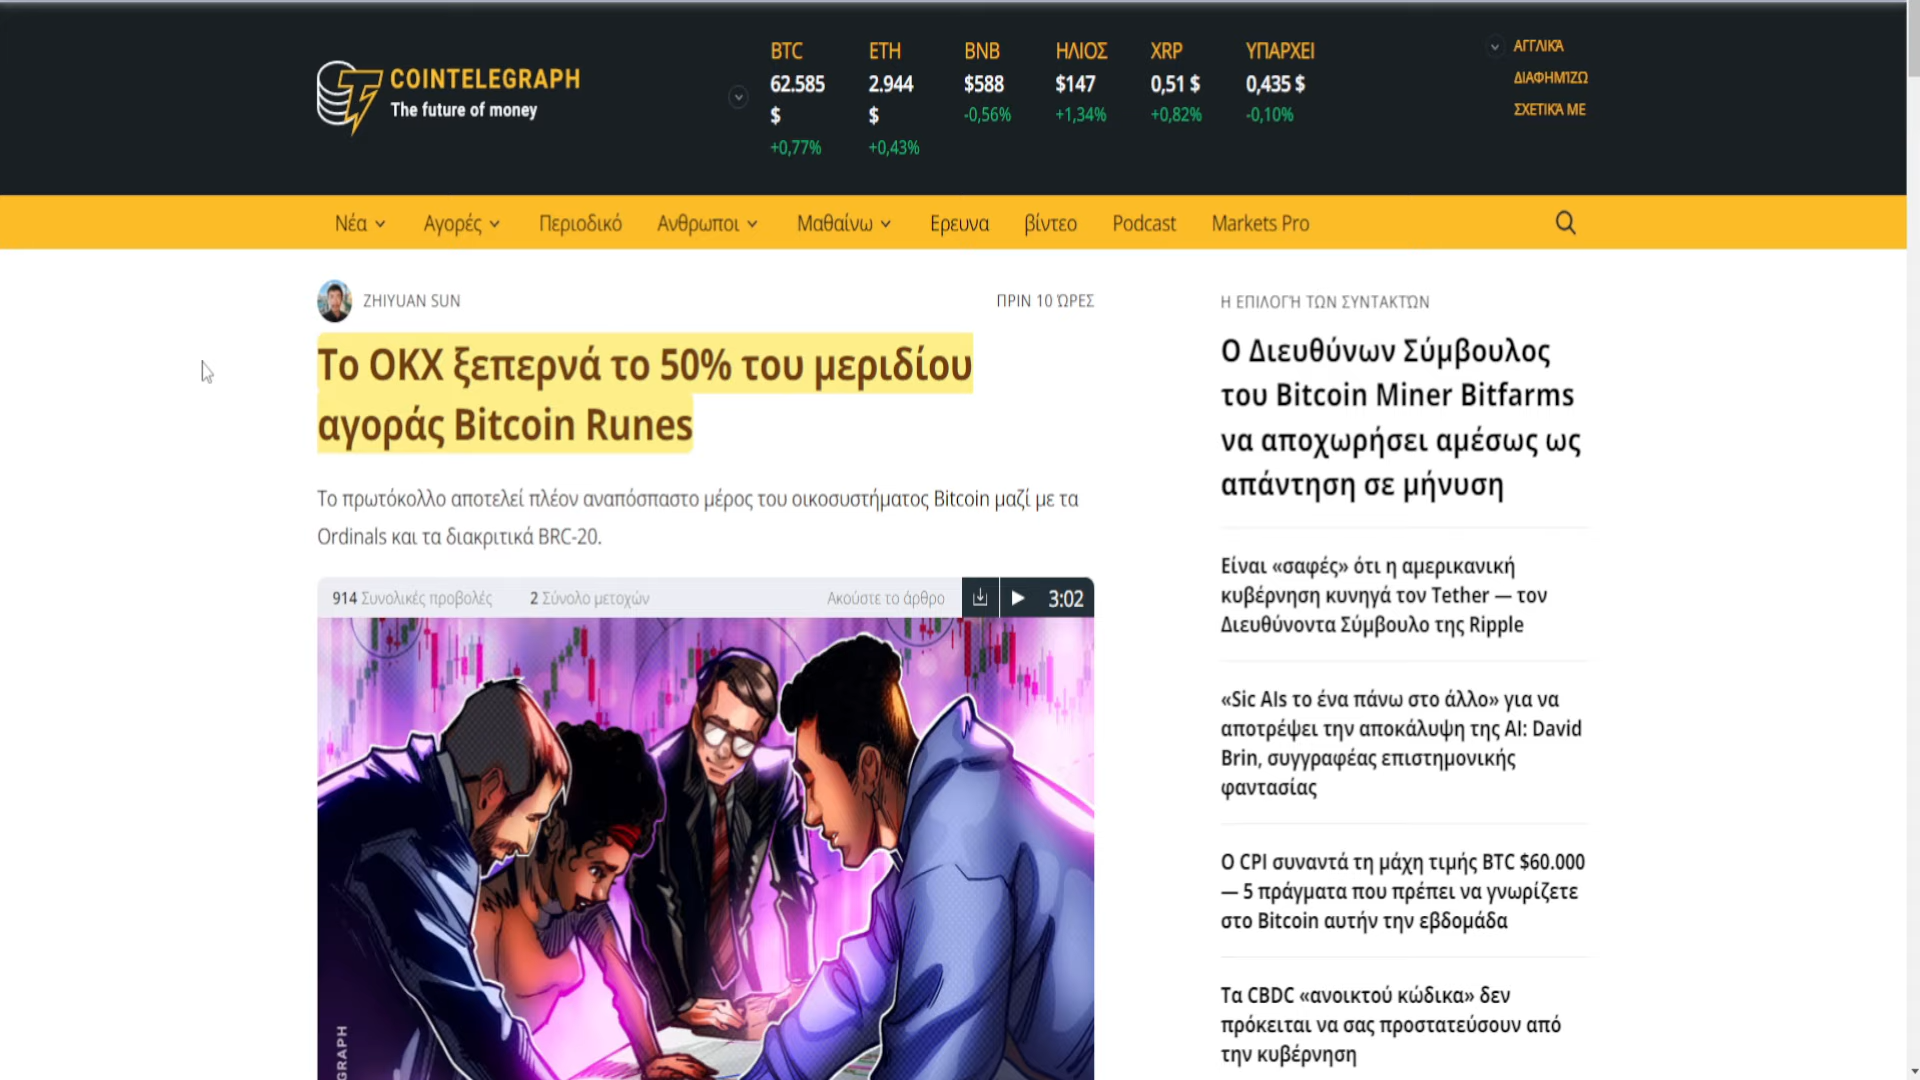 COINTELEGRAPH
The future of money
BTC
62.585
$
+0,77%
ETH
2.944
$
+0,43%
BNB
$588
-0,56%
ΗΛΙΟΣ
$147
+1,34%
XRP
0,51 $
+0,82%
ΥΠΑΡΧΕΙ
0,435 $
-0,10%
ΑΓΓΛΙΚΆ
ΔΙΑΦΗΜΊΖΩ
ΣΧΕΤΙΚΆ ΜΕ
Νέα
Αγορές
Περιοδικό
Ανθρωποι
Μαθαίνω
Ερευνα
βίντεο
Podcast
Markets Pro
ZHIYUAN SUN
ΠΡΙΝ 10 ΏΡΕΣ
Το OKX ξεπερνά το 50% του μεριδίου
αγοράς Bitcoin Runes
Το πρωτόκολλο αποτελεί πλέον αναπόσπαστο μέρος του οικοσυστήματος Bitcoin μαζί με τα
Ordinals και τα διακριτικά BRC-20.
914 Συνολικές προβολές
2 Σύνολο μετοχών
Ακούστε το άρθρο
3:02
GRAPH
Η ΕΠΙΛΟΓΉ ΤΩΝ ΣΥΝΤΑΚΤΏΝ
Ο Διευθύνων Σύμβουλος
του Bitcoin Miner Bitfarms
να αποχωρήσει αμέσως ως
απάντηση σε μήνυση
Είναι «σαφές» ότι η αμερικανική
κυβέρνηση κυνηγά τον Tether — τον
Διευθύνοντα Σύμβουλο της Ripple
«Sic AIs το ένα πάνω στο άλλο» για να
αποτρέψει την αποκάλυψη της AI: David
Brin, συγγραφέας επιστημονικής
φαντασίας
Ο CPI συναντά τη μάχη τιμής BTC $60.000
— 5 πράγματα που πρέπει να γνωρίζετε
στο Bitcoin αυτήν την εβδομάδα
Τα CBDC «ανοικτού κώδικα» δεν
πρόκειται να σας προστατεύσουν από
την κυβέρνηση